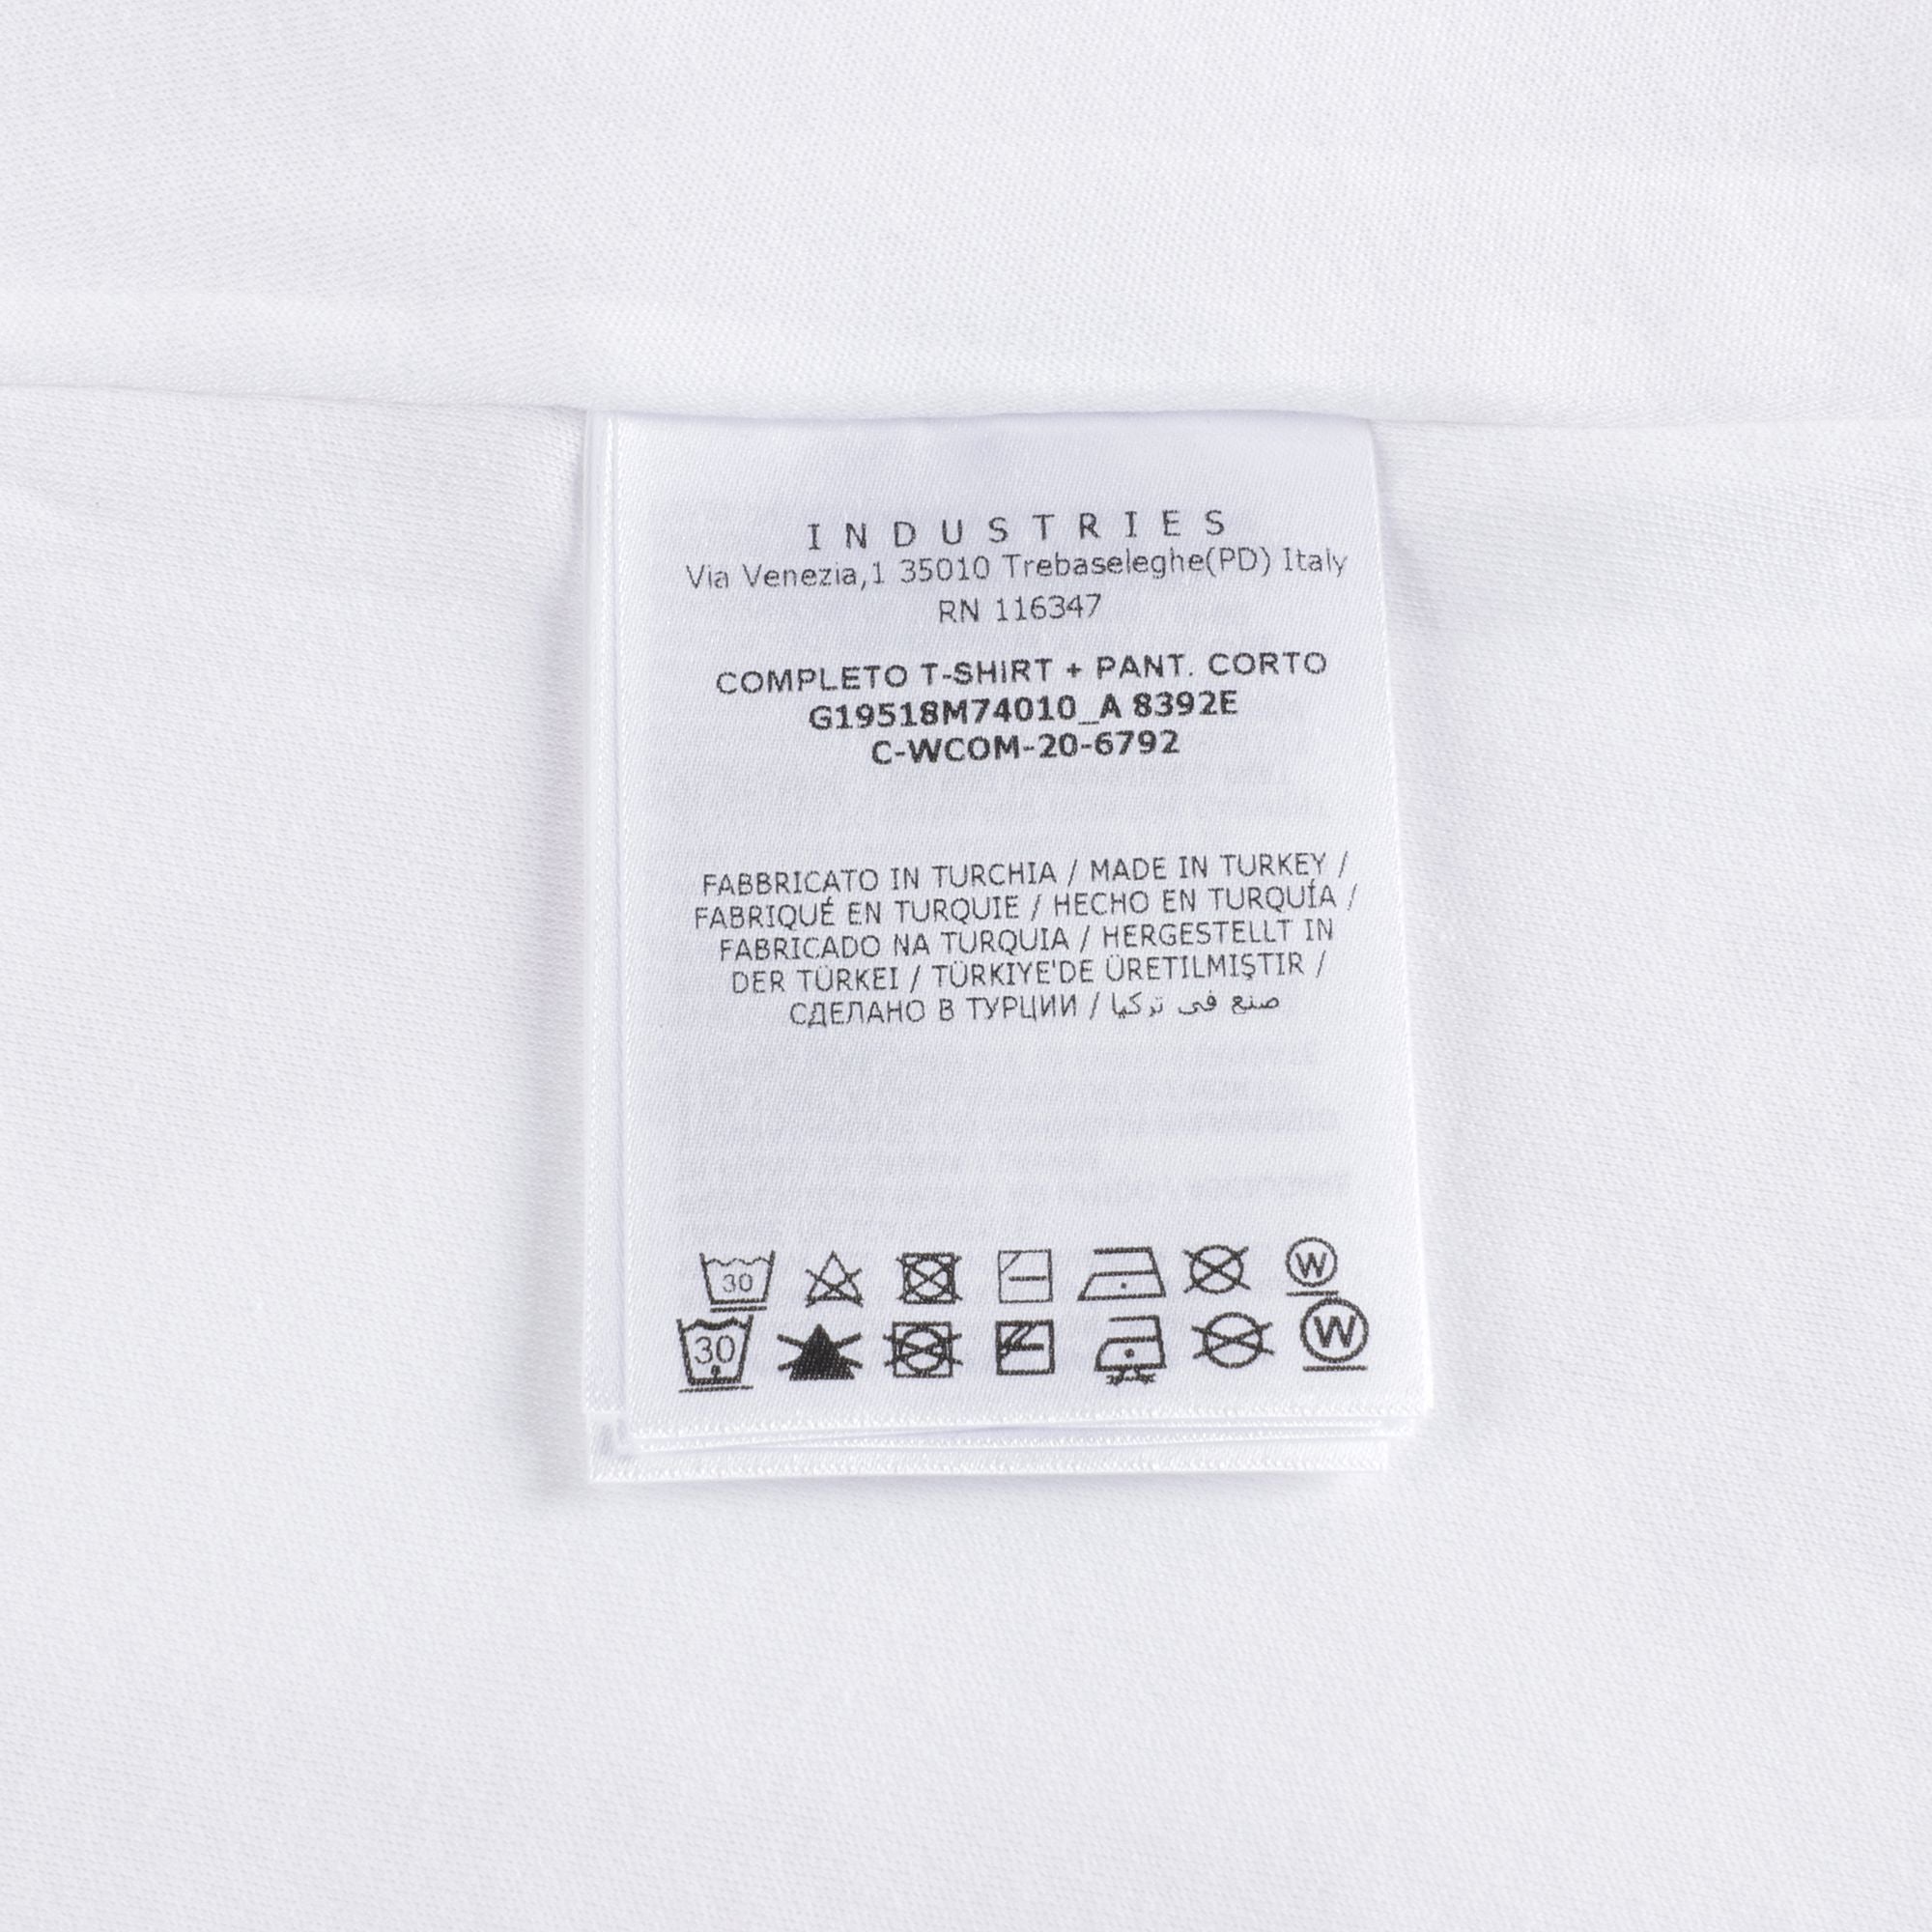 INDUSTRIES
Via Venezia,1 35010 Trebaseleghe(PD) Italy
RN 116347
COMPLETO T-SHIRT + PANT. CORTO
G19518M74010_A 8392E
C-WCOM-20-6792
FABBRICATO IN TURCHIA / MADE IN TURKEY /
FABRIQUÉ EN TURQUIE / HECHO EN TURQUÍA /
FABRICADO NA TURQUIA / HERGESTELLT IN
DER TÜRKEI / TÜRKIYE'DE ÜRETILMIŞTIR /
СДЕЛАНО В ТУРЦИИ / صنع في تركيا
30 W
30 W